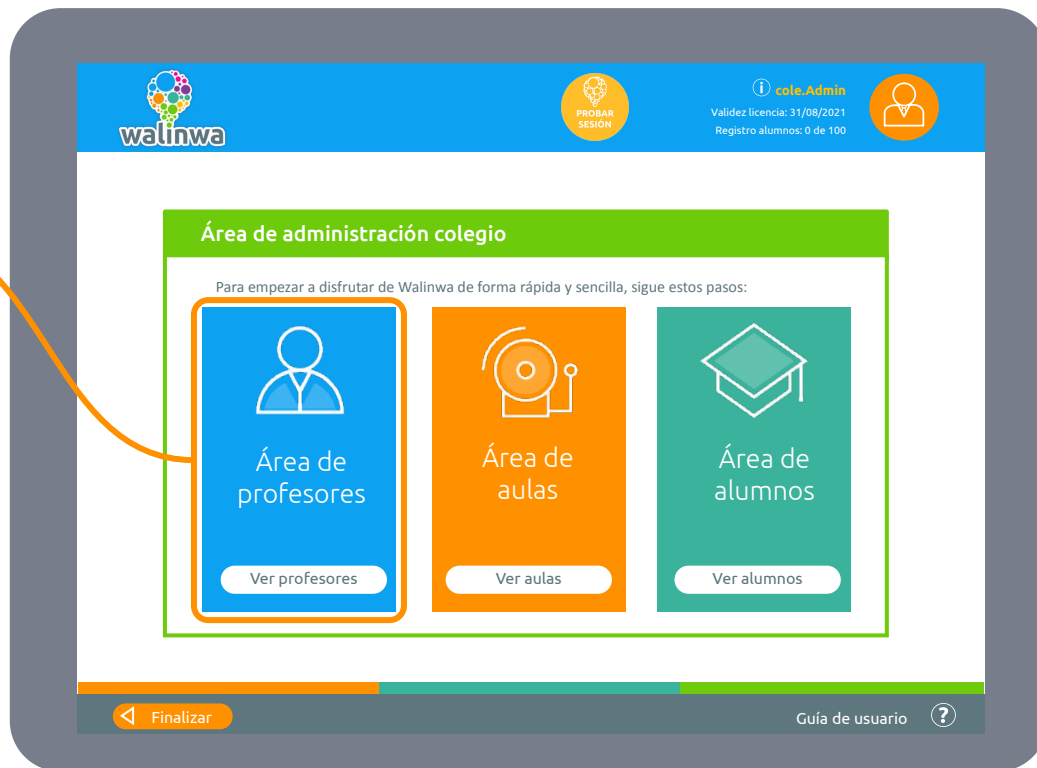 walinwa
PROBAR
SESIÓN
i cole.Admin
Validez licencia: 31/08/2021
Registro alumnos: 0 de 100
Área de administración colegio
Para empezar a disfrutar de Walinwa de forma rápida y sencilla, sigue estos pasos:
Área de
profesores
Ver profesores
Área de
aulas
Ver aulas
Área de
alumnos
Ver alumnos
Finalizar
Guía de usuario ?